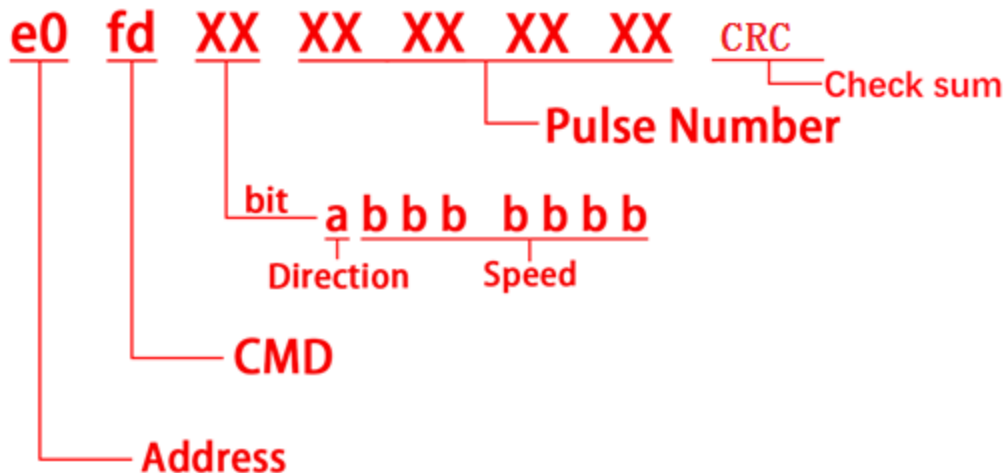 e0 fd XX XX XX XX XX CRC
Check sum
Pulse Number
bit a b b b b b b b
Direction Speed
CMD
Address